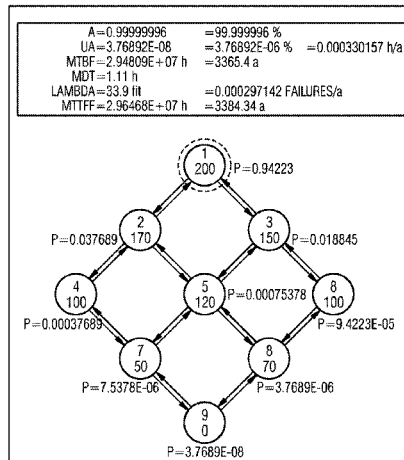 A=0.99999996 =99.999996 %
UA=3.76892E-08 =3.76892E-06 % =0.000330157 h/a
MTBF=2.94809E+07 h =3365.4 a
MDT=1.11 h
LAMBDA=33.9 fit =0.000297142 FAILURES/a
MTTFF=2.96468E+07 h =3384.34 a
1
200
P=0.94223
2
170
P=0.037689
3
150
P=0.018845
4
100
P=0.00037689
5
120
P=0.00075378
8
100
P=9.4223E-05
7
50
P=7.5378E-06
8
70
P=3.7689E-06
9
0
P=3.7689E-08